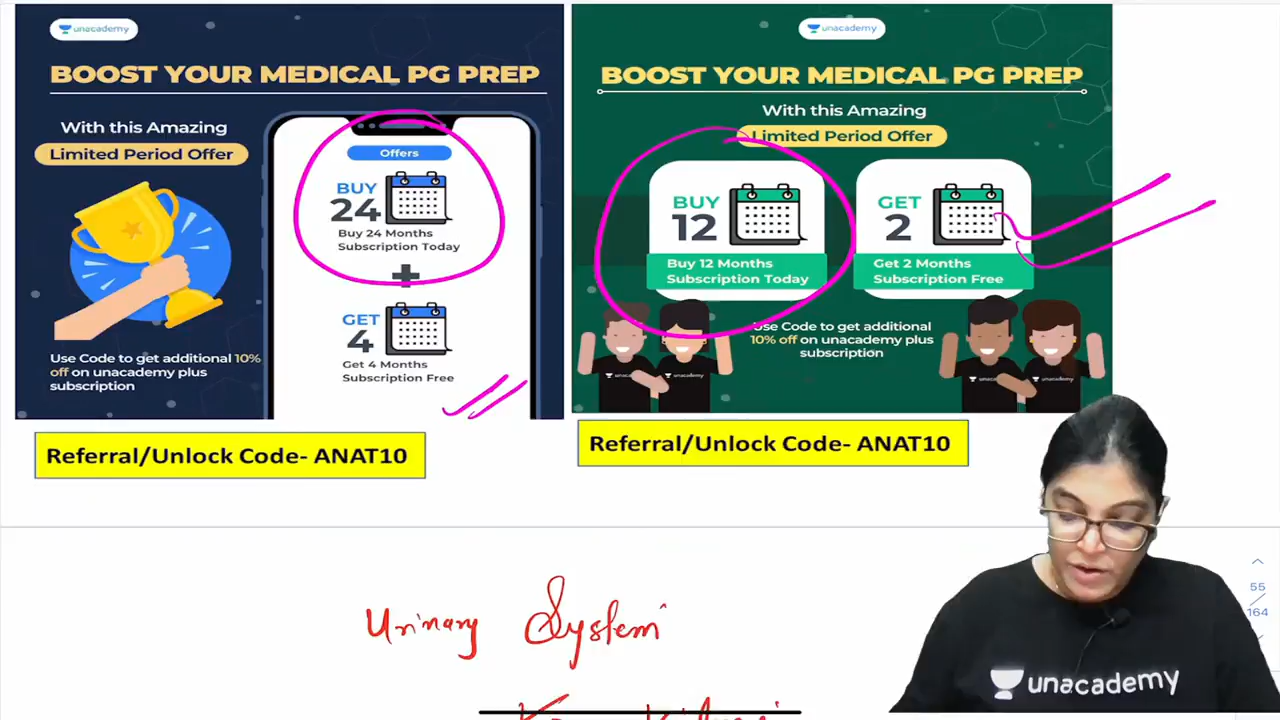 unacademy
BOOST YOUR MEDICAL PG PREP
With this Amazing
Limited Period Offer
Offers
BUY
24
Buy 24 Months
Subscription Today
+
GET
4
Get 4 Months
Subscription Free
Use Code to get additional 10%
off on unacademy plus
subscription
Referral/Unlock Code- ANAT10
unacademy
BOOST YOUR MEDICAL PG PREP
With this Amazing
Limited Period Offer
BUY
12
Buy 12 Months
Subscription Today
GET
2
Get 2 Months
Subscription Free
Use Code to get additional
10% off on unacademy plus
subscription
unacademy
unacademy
unacademy
unacademy
Referral/Unlock Code- ANAT10
Urinary System
55
164
unacademy